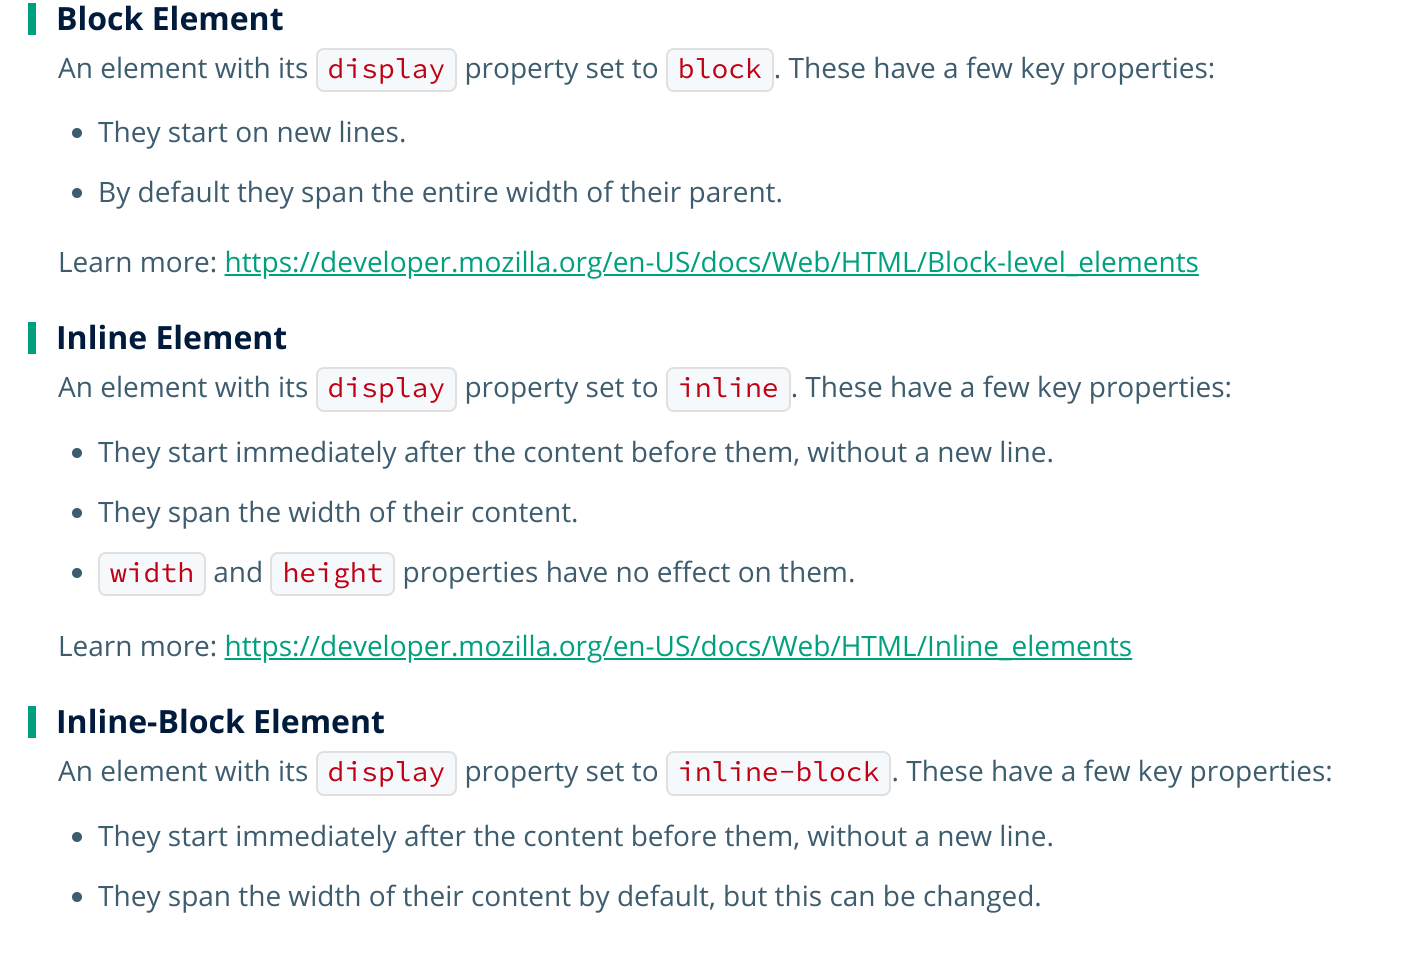 Block Element
An element with its display property set to block. These have a few key properties:
• They start on new lines.
• By default they span the entire width of their parent.
Learn more: https://developer.mozilla.org/en-US/docs/Web/HTML/Block-level_elements
Inline Element
An element with its display property set to inline. These have a few key properties:
• They start immediately after the content before them, without a new line.
• They span the width of their content.
• width and height properties have no effect on them.
Learn more: https://developer.mozilla.org/en-US/docs/Web/HTML/Inline_elements
Inline-Block Element
An element with its display property set to inline-block. These have a few key properties:
• They start immediately after the content before them, without a new line.
• They span the width of their content by default, but this can be changed.